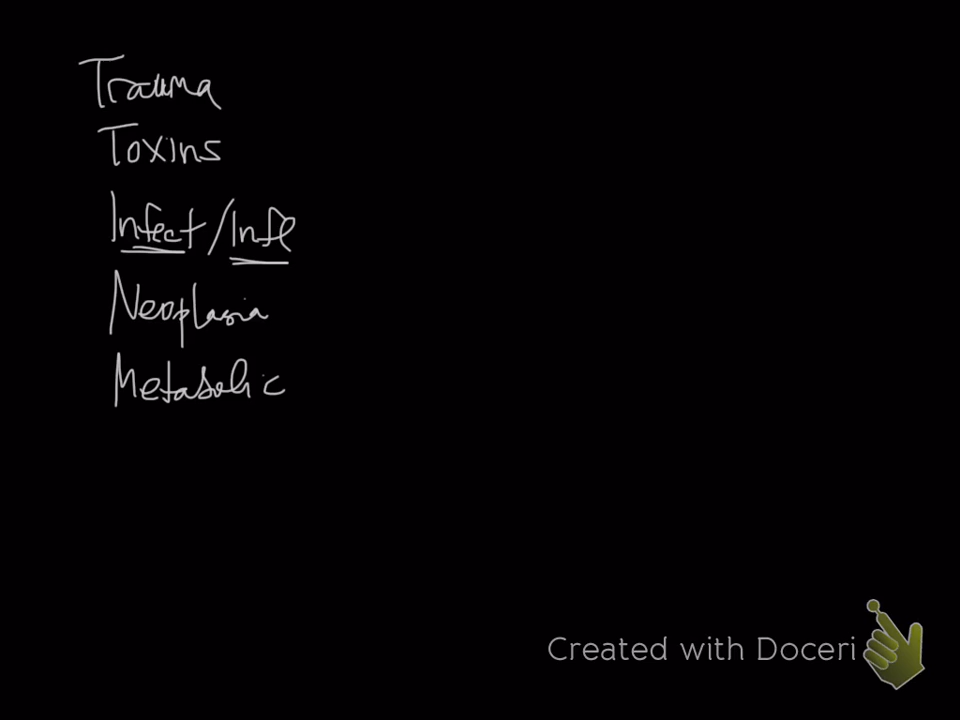 Trauma
Toxins
Infect/Infl
Neoplasia
Metabolic
Created with Doceri